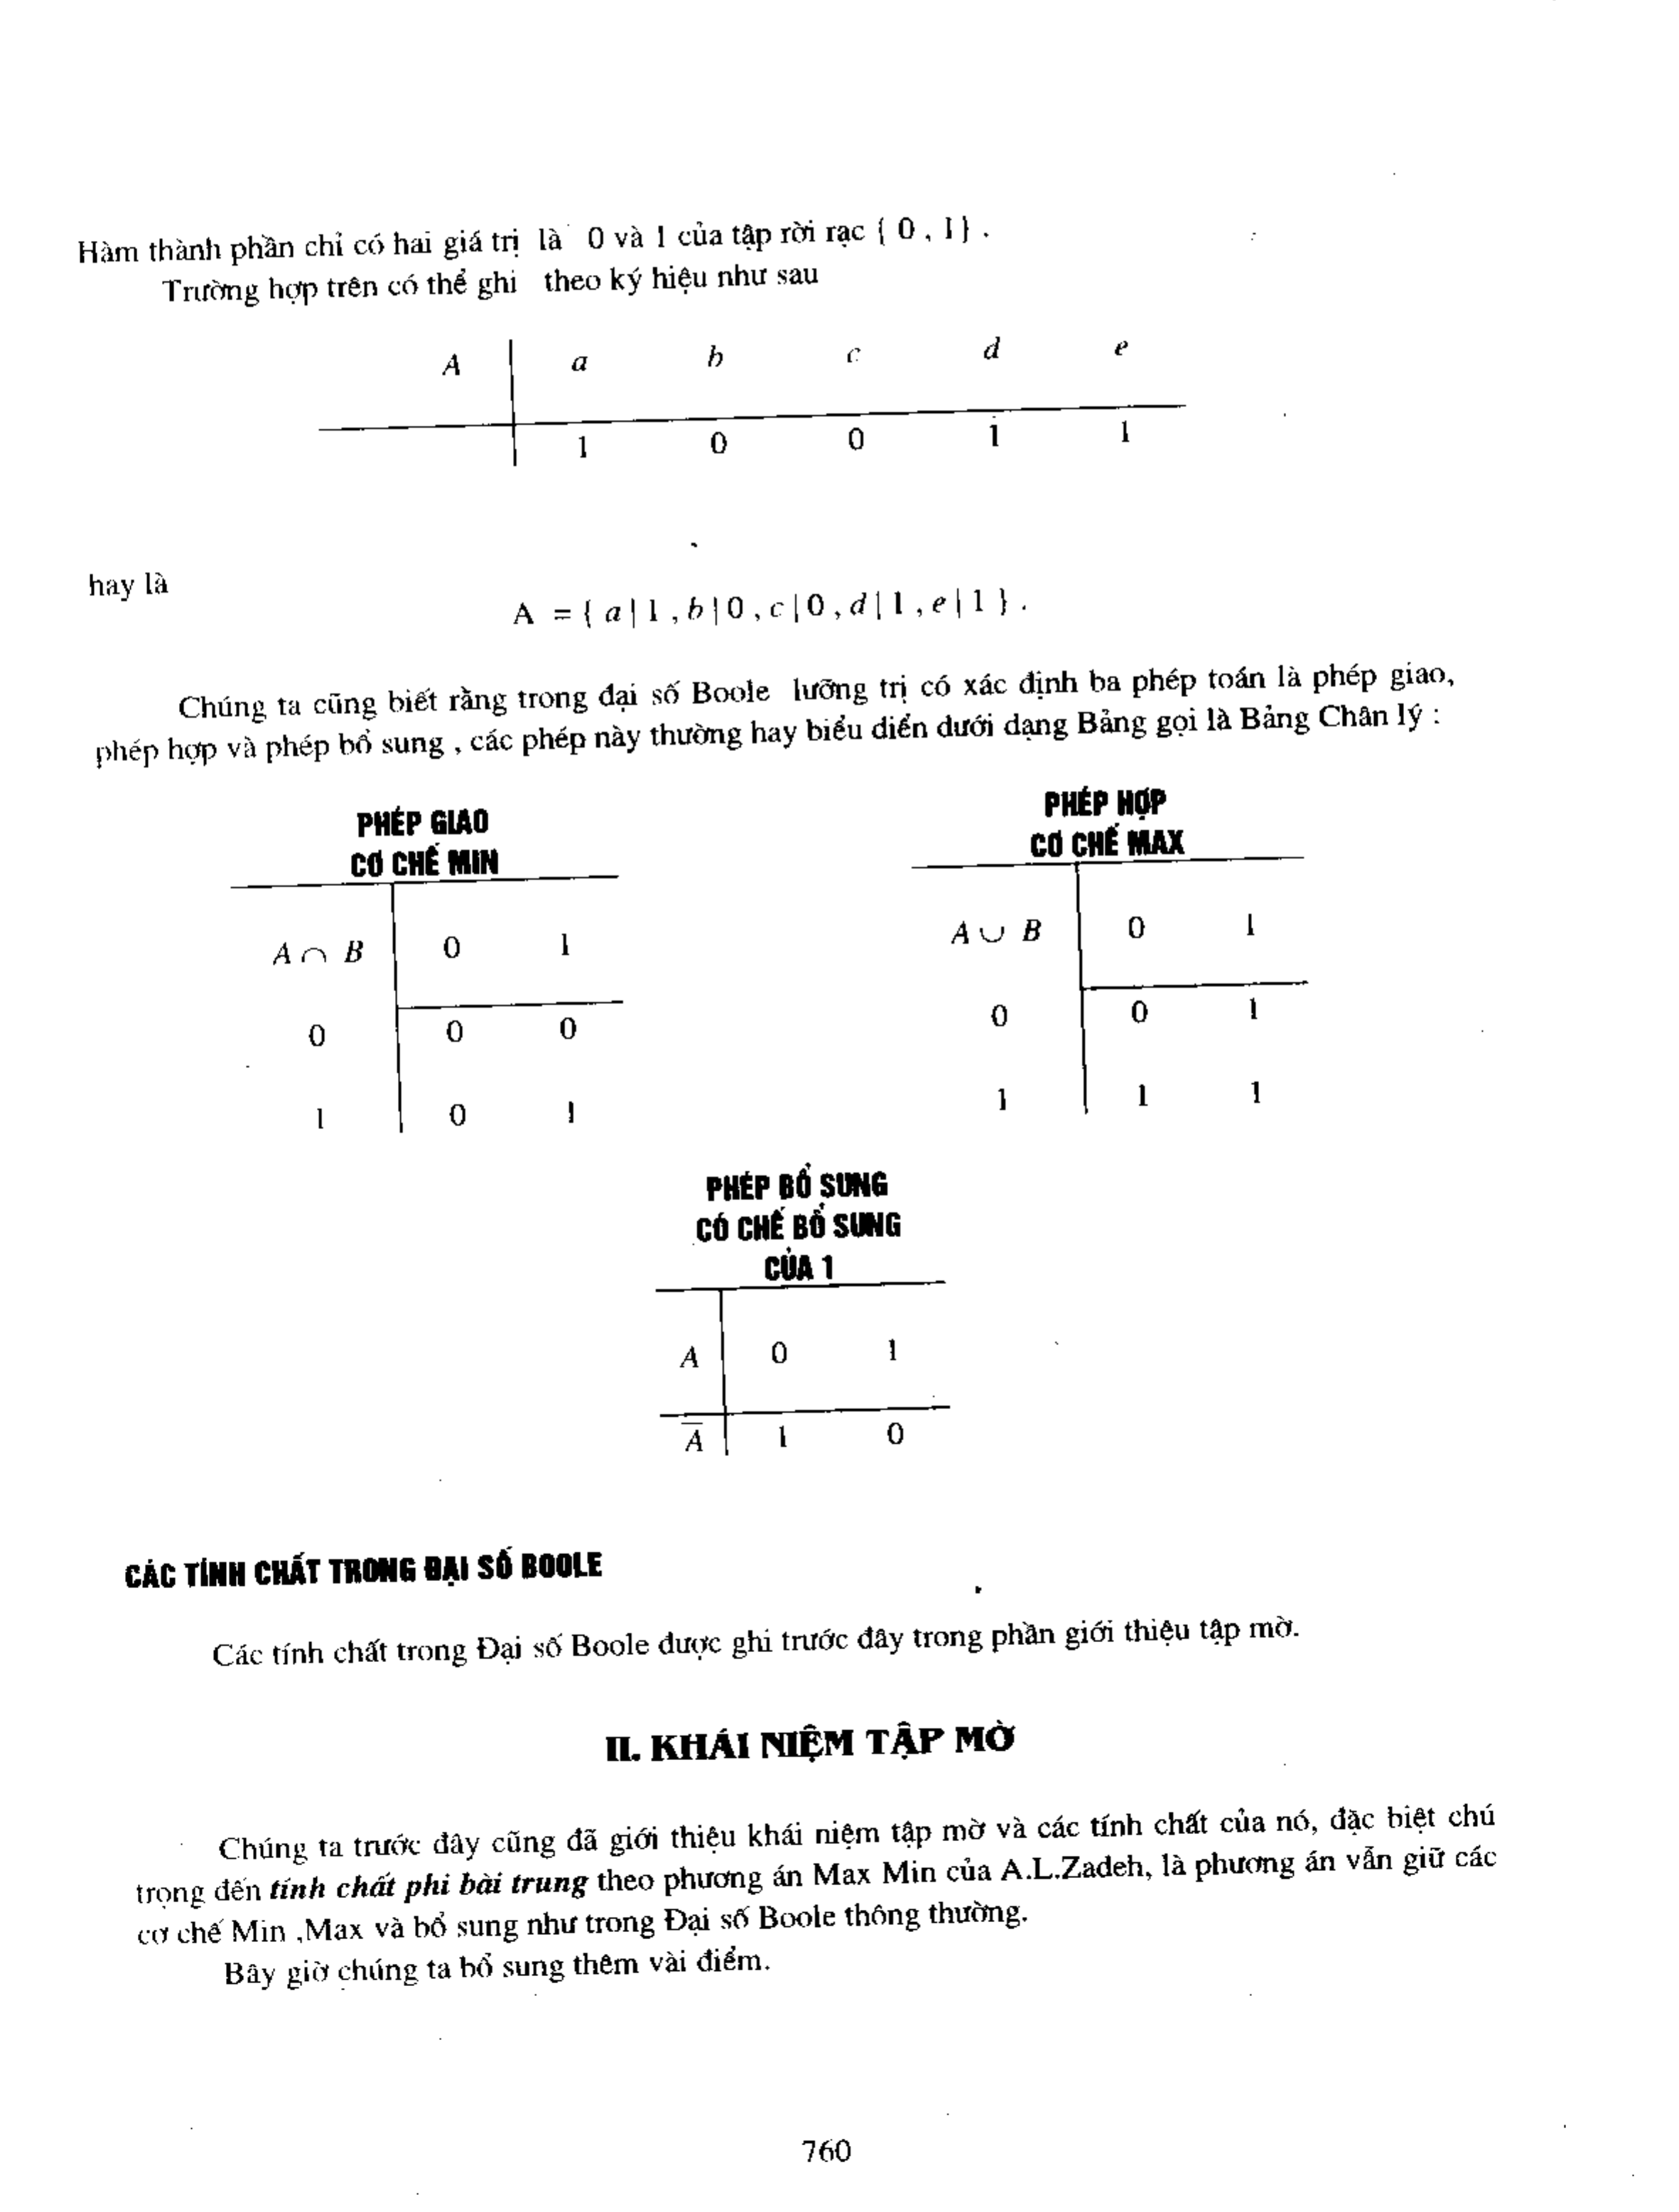 Hàm thành phần chỉ có hai giá trị là 0 và 1 của tập rời rạc { 0 , 1} .
Trường hợp trên có thể ghi theo ký hiệu như sau
A a b c d e
1 0 0 1 1
hay là
A = { a | 1 , b | 0 , c | 0 , d | 1 , e | 1 } .
Chúng ta cũng biết rằng trong đại số Boole lưỡng trị có xác định ba phép toán là phép giao,
phép hợp và phép bổ sung , các phép này thường hay biểu diển dưới dạng Bảng gọi là Bảng Chân lý :
PHÉP GIAO
CƠ CHẾ MIN
A ∩ B 0 1
0 0 0
1 0 1
PHÉP HỢP
CƠ CHẾ MAX
A ∪ B 0 1
0 0 1
1 1 1
PHÉP BỔ SUNG
CÓ CHẾ BỔ SUNG
CỦA 1
A 0 1
A̅ 1 0
CÁC TÍNH CHẤT TRONG ĐẠI SỐ BOOLE
Các tính chất trong Đại số Boole được ghi trước đây trong phần giới thiệu tập mờ.
II. KHÁI NIỆM TẬP MỜ
Chúng ta trước đây cũng đã giới thiệu khái niệm tập mờ và các tính chất của nó, đặc biệt chú
trọng đến tính chất phi bài trung theo phương án Max Min của A.L.Zadeh, là phương án vẫn giữ các
cơ chế Min ,Max và bổ sung như trong Đại số Boole thông thường.
Bây giờ chúng ta bổ sung thêm vài điểm.
760